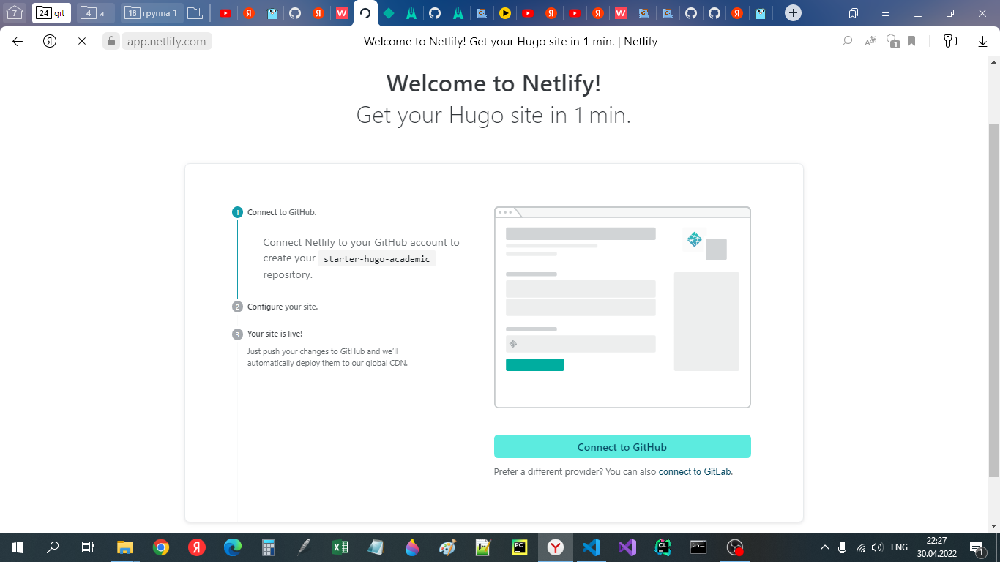 7
24 git
4 ип
18 группа 1
app.netlify.com
Welcome to Netlify! Get your Hugo site in 1 min. | Netlify
1
Welcome to Netlify!
Get your Hugo site in 1 min.
1 Connect to GitHub.
Connect Netlify to your GitHub account to
create your starter-hugo-academic
repository.
2 Configure your site.
3 Your site is live!
Just push your changes to GitHub and we'll
automatically deploy them to our global CDN.
Connect to GitHub
Prefer a different provider? You can also connect to GitLab.
ENG
22:27
30.04.2022
1